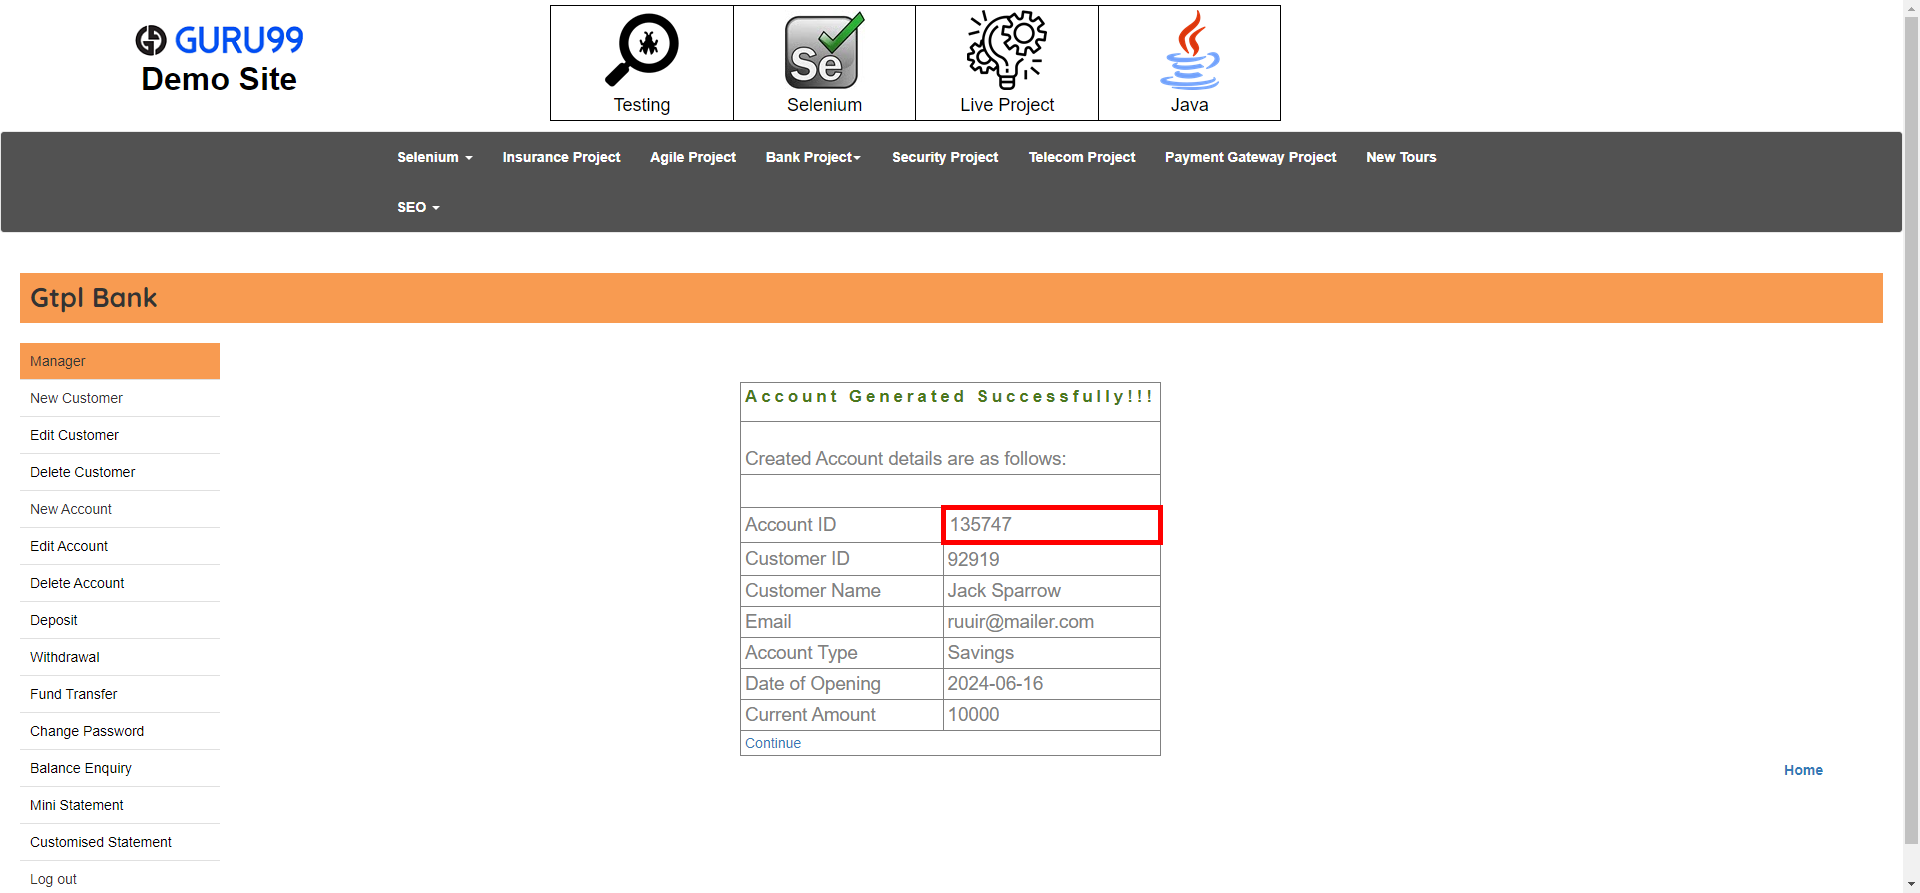 GURU99
Demo Site
Testing
Se
Selenium
Live Project
Java
Selenium
Insurance Project
Agile Project
Bank Project
Security Project
Telecom Project
Payment Gateway Project
New Tours
SEO
Gtpl Bank
Manager
New Customer
Edit Customer
Delete Customer
New Account
Edit Account
Delete Account
Deposit
Withdrawal
Fund Transfer
Change Password
Balance Enquiry
Mini Statement
Customised Statement
Log out
Account Generated Successfully!!!
Created Account details are as follows:
Account ID 135747
Customer ID 92919
Customer Name Jack Sparrow
Email ruuir@mailer.com
Account Type Savings
Date of Opening 2024-06-16
Current Amount 10000
Continue
Home